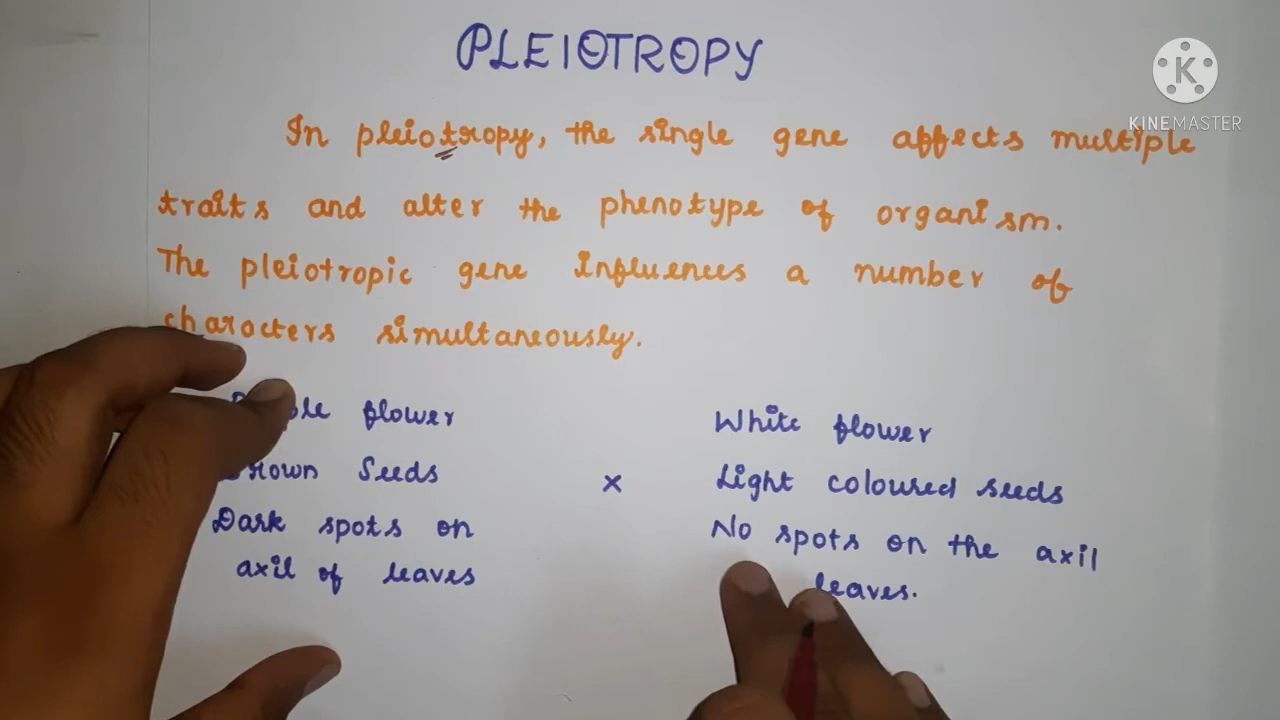 PLEIOTROPY
In pleiotropy, the single gene affects multiple
traits and alter the phenotype of organism.
The pleiotropic gene influences a number of
characters simultaneously.
flower
Brown Seeds
Dark spots on
axil of leaves
x
White flower
Light coloured seeds
No spots on the axil
leaves.
K
KINEMASTER